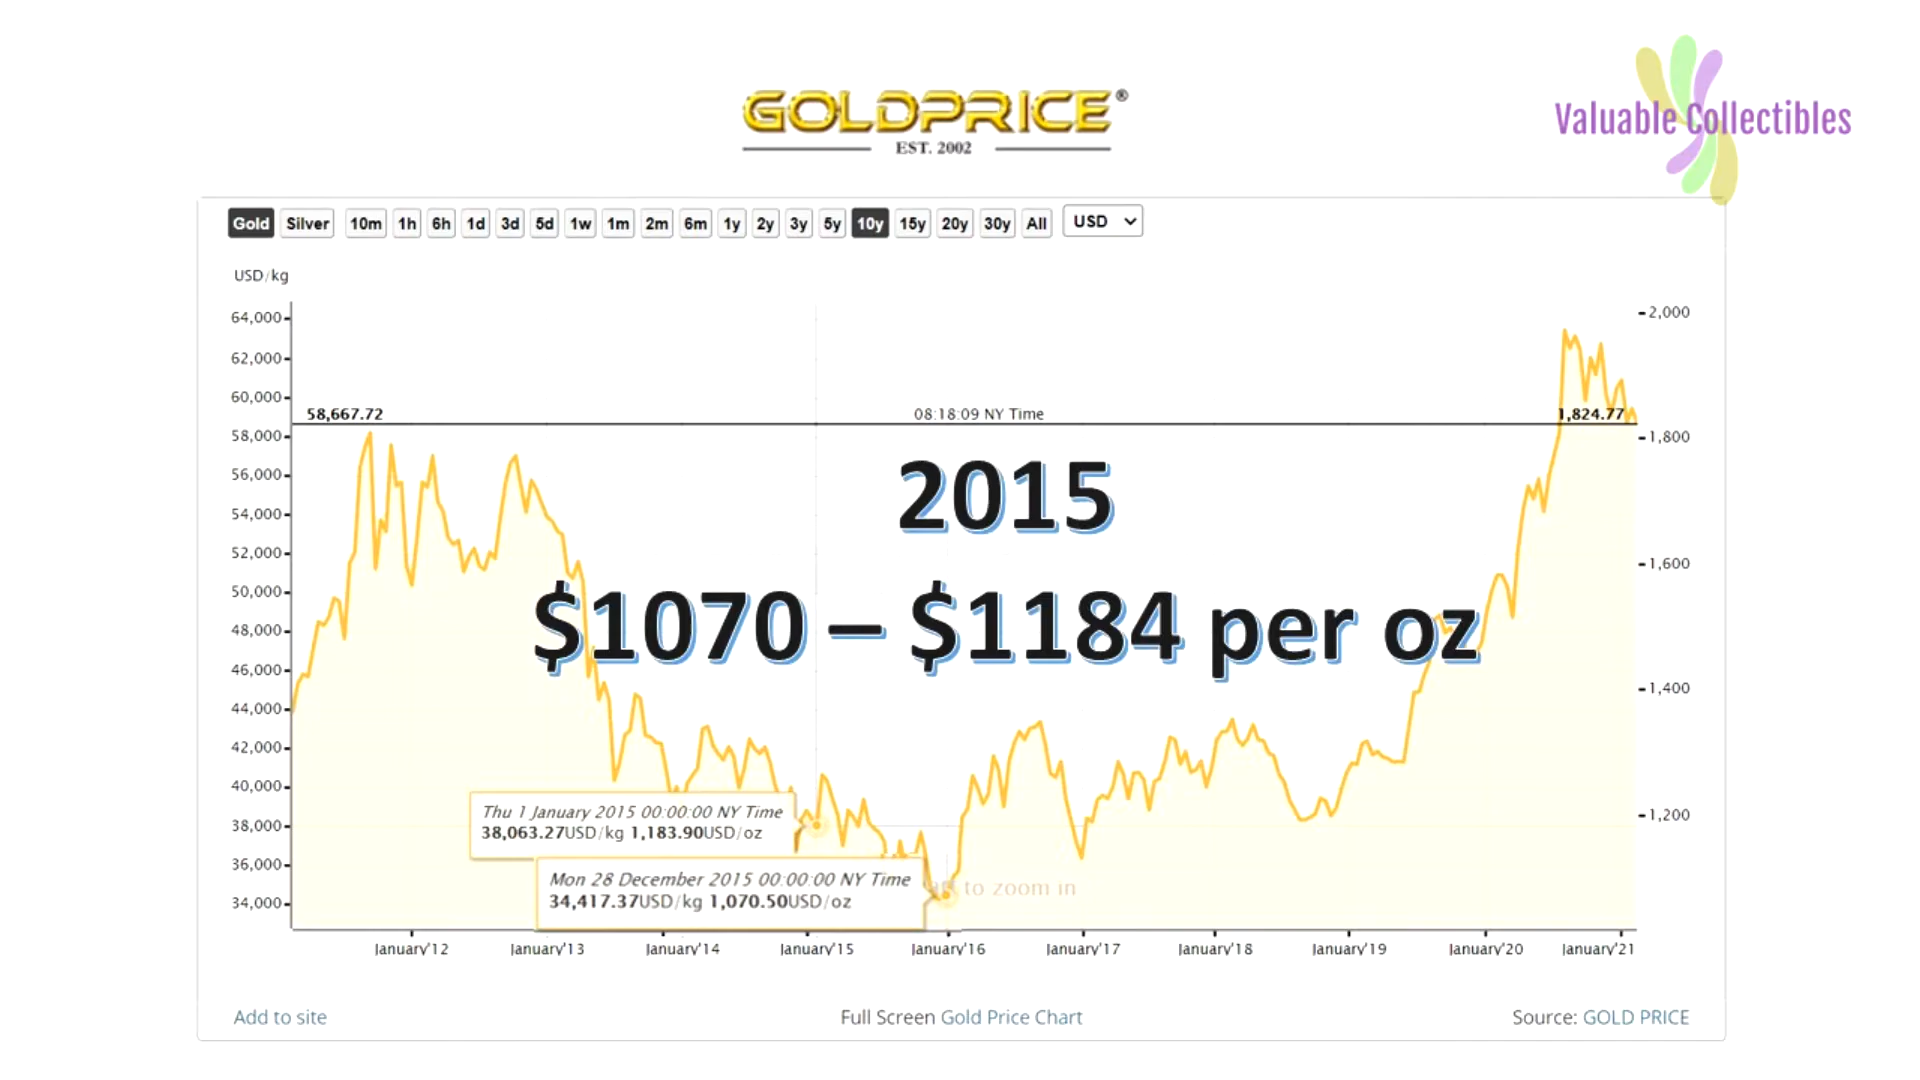 GOLDPRICE®
EST. 2002
Valuable Collectibles
Gold Silver 10m 1h 6h 1d 3d 5d 1w 1m 2m 6m 1y 2y 3y 5y 10y 15y 20y 30y All USD
USD/kg
64,000
62,000
60,000
58,000
56,000
54,000
52,000
50,000
48,000
46,000
44,000
42,000
40,000
38,000
36,000
34,000
2,000
1,800
1,600
1,400
1,200
58,667.72 08:18:09 NY Time 1,824.77
2015
$1070 – $1184 per oz
Thu 1 January 2015 00:00:00 NY Time
38,063.27USD/kg 1,183.90USD/oz
Mon 28 December 2015 00:00:00 NY Time
34,417.37USD/kg 1,070.50USD/oz
to zoom in
January'12 January'13 January'14 January'15 January'16 January'17 January'18 January'19 January'20 January'21
Add to site Full Screen Gold Price Chart Source: GOLD PRICE